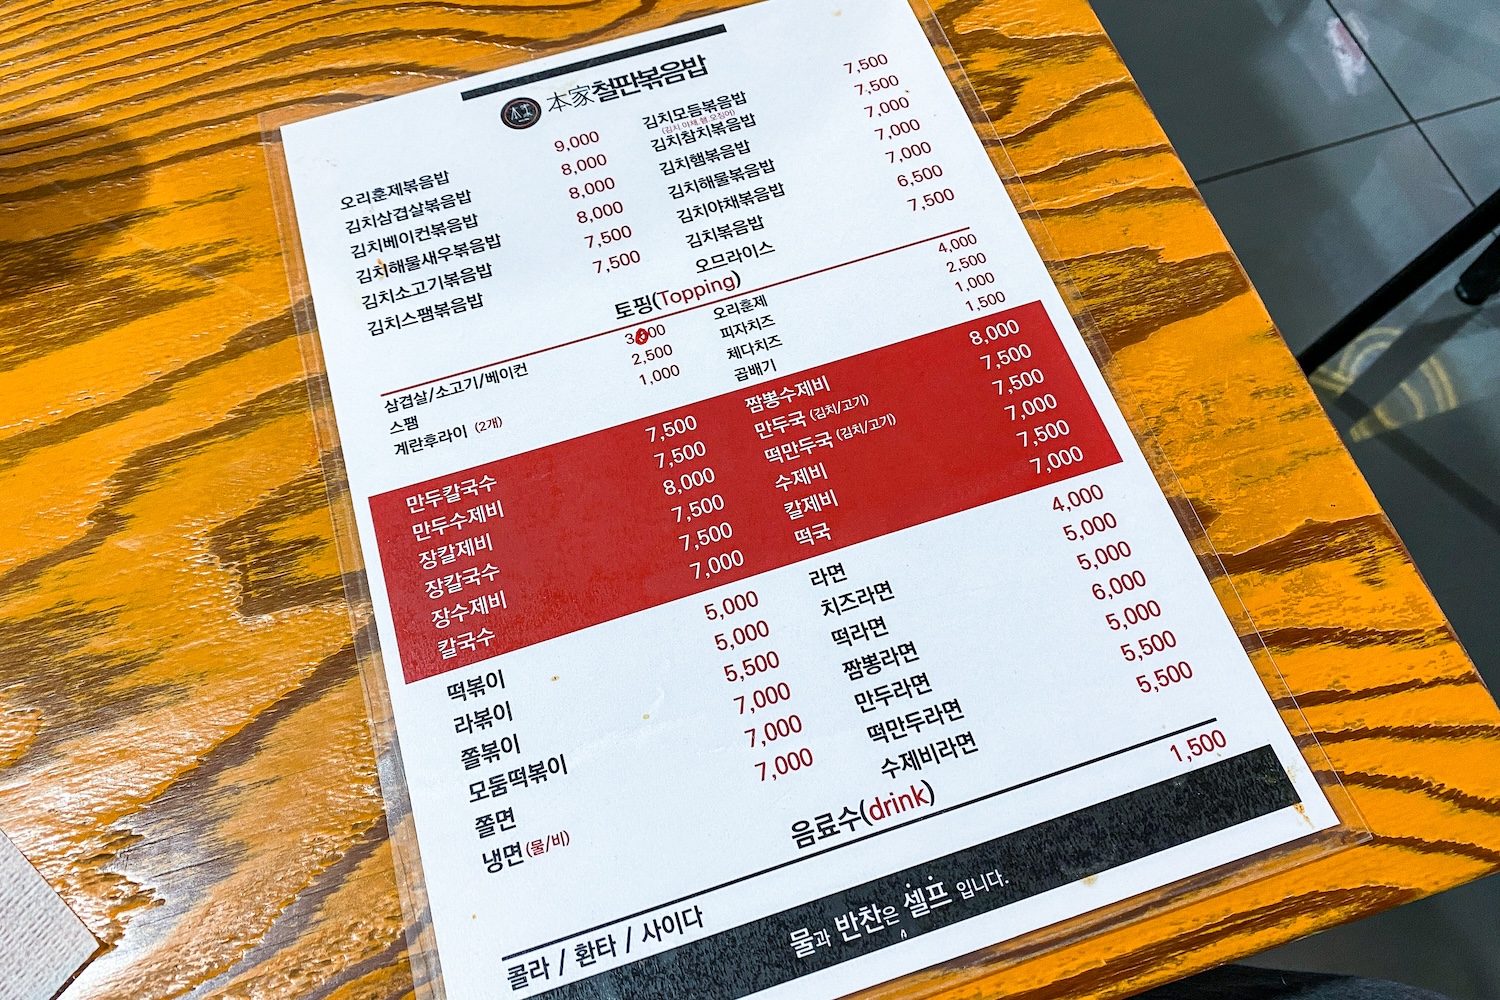 本家철판볶음밥
오리훈제볶음밥 9,000
김치삼겹살볶음밥 8,000
김치베이컨볶음밥 8,000
김치해물새우볶음밥 8,000
김치소고기볶음밥 7,500
김치스팸볶음밥 7,500
김치모듬볶음밥 7,500
(김치.야채.햄.오징어)
김치참치볶음밥 7,500
김치햄볶음밥 7,000
김치해물볶음밥 7,000
김치야채볶음밥 7,000
김치볶음밥 6,500
오므라이스 7,500
토핑(Topping)
삼겹살/소고기/베이컨
스팸 2,500
계란후라이 (2개) 1,000
오리훈제 4,000
피자치즈 2,500
체다치즈 1,000
곱배기 1,500
만두칼국수 7,500
만두수제비 7,500
장칼제비 8,000
장칼국수 7,500
장수제비 7,500
칼국수 7,000
짬뽕수제비 8,000
만두국 (김치/고기) 7,500
떡만두국 (김치/고기) 7,500
수제비 7,000
칼제비 7,500
떡국 7,000
떡볶이 5,000
라볶이 5,000
쫄볶이 5,500
모둠떡볶이 7,000
쫄면 7,000
냉면 (물/비) 7,000
라면 4,000
치즈라면 5,000
떡라면 5,000
짬뽕라면 6,000
만두라면 5,000
떡만두라면 5,500
수제비라면 5,500
음료수(drink)
콜라 / 환타 / 사이다 1,500
물과 반찬은 셀프 입니다.